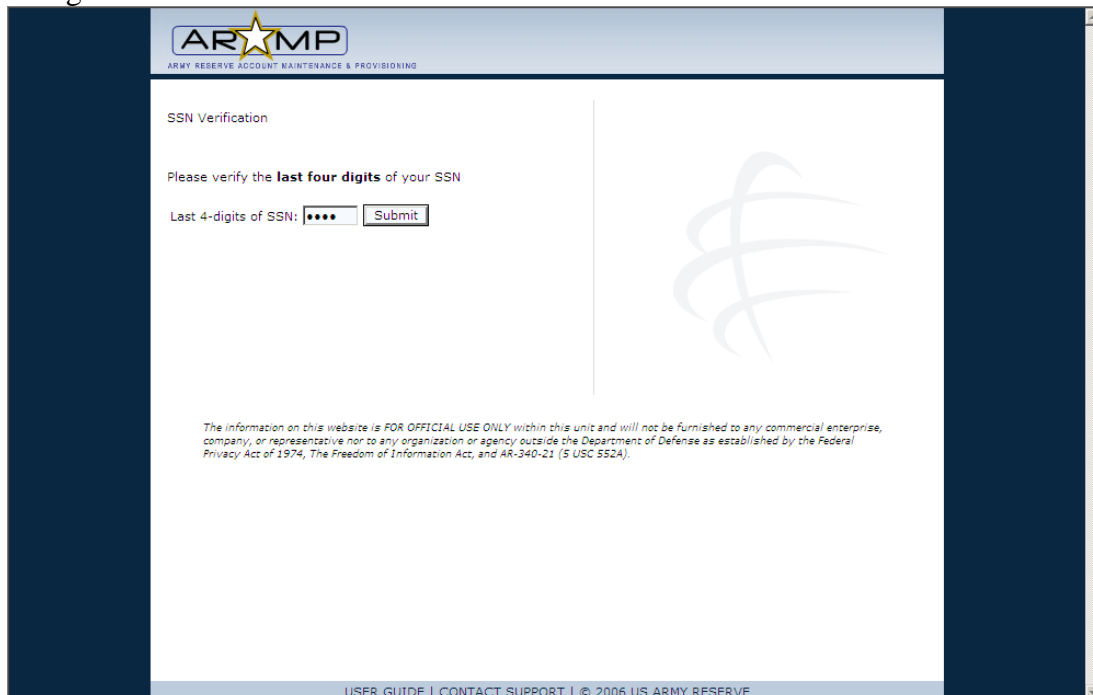 AR MP
ARMY RESERVE ACCOUNT MAINTENANCE & PROVISIONING
SSN Verification
Please verify the last four digits of your SSN
Last 4-digits of SSN: •••• Submit
The information on this website is FOR OFFICIAL USE ONLY within this unit and will not be furnished to any commercial enterprise,
company, or representative nor to any organization or agency outside the Department of Defense as established by the Federal
Privacy Act of 1974, The Freedom of Information Act, and AR-340-21 (5 USC 552A).
USER GUIDE | CONTACT SUPPORT | © 2006 US ARMY RESERVE